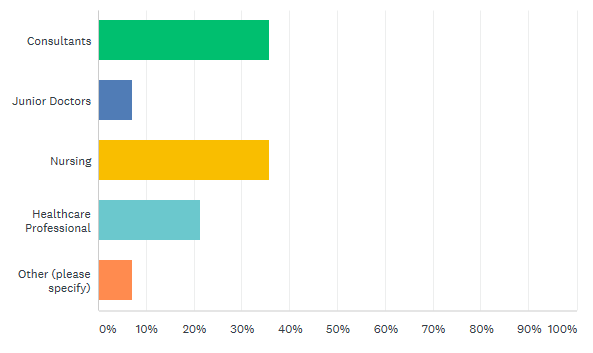 Consultants
Junior Doctors
Nursing
Healthcare
Professional
Other (please
specify)
0% 10% 20% 30% 40% 50% 60% 70% 80% 90% 100%